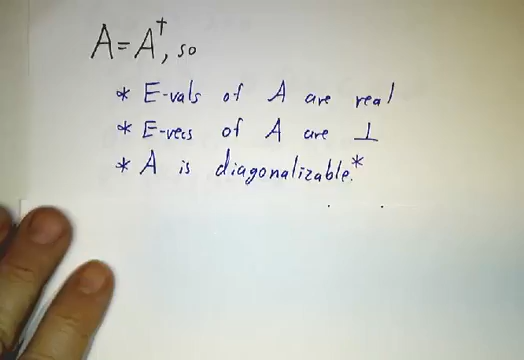 A = A†, so
* E-vals of A are real
* E-vecs of A are ⊥
* A is diagonalizable.*